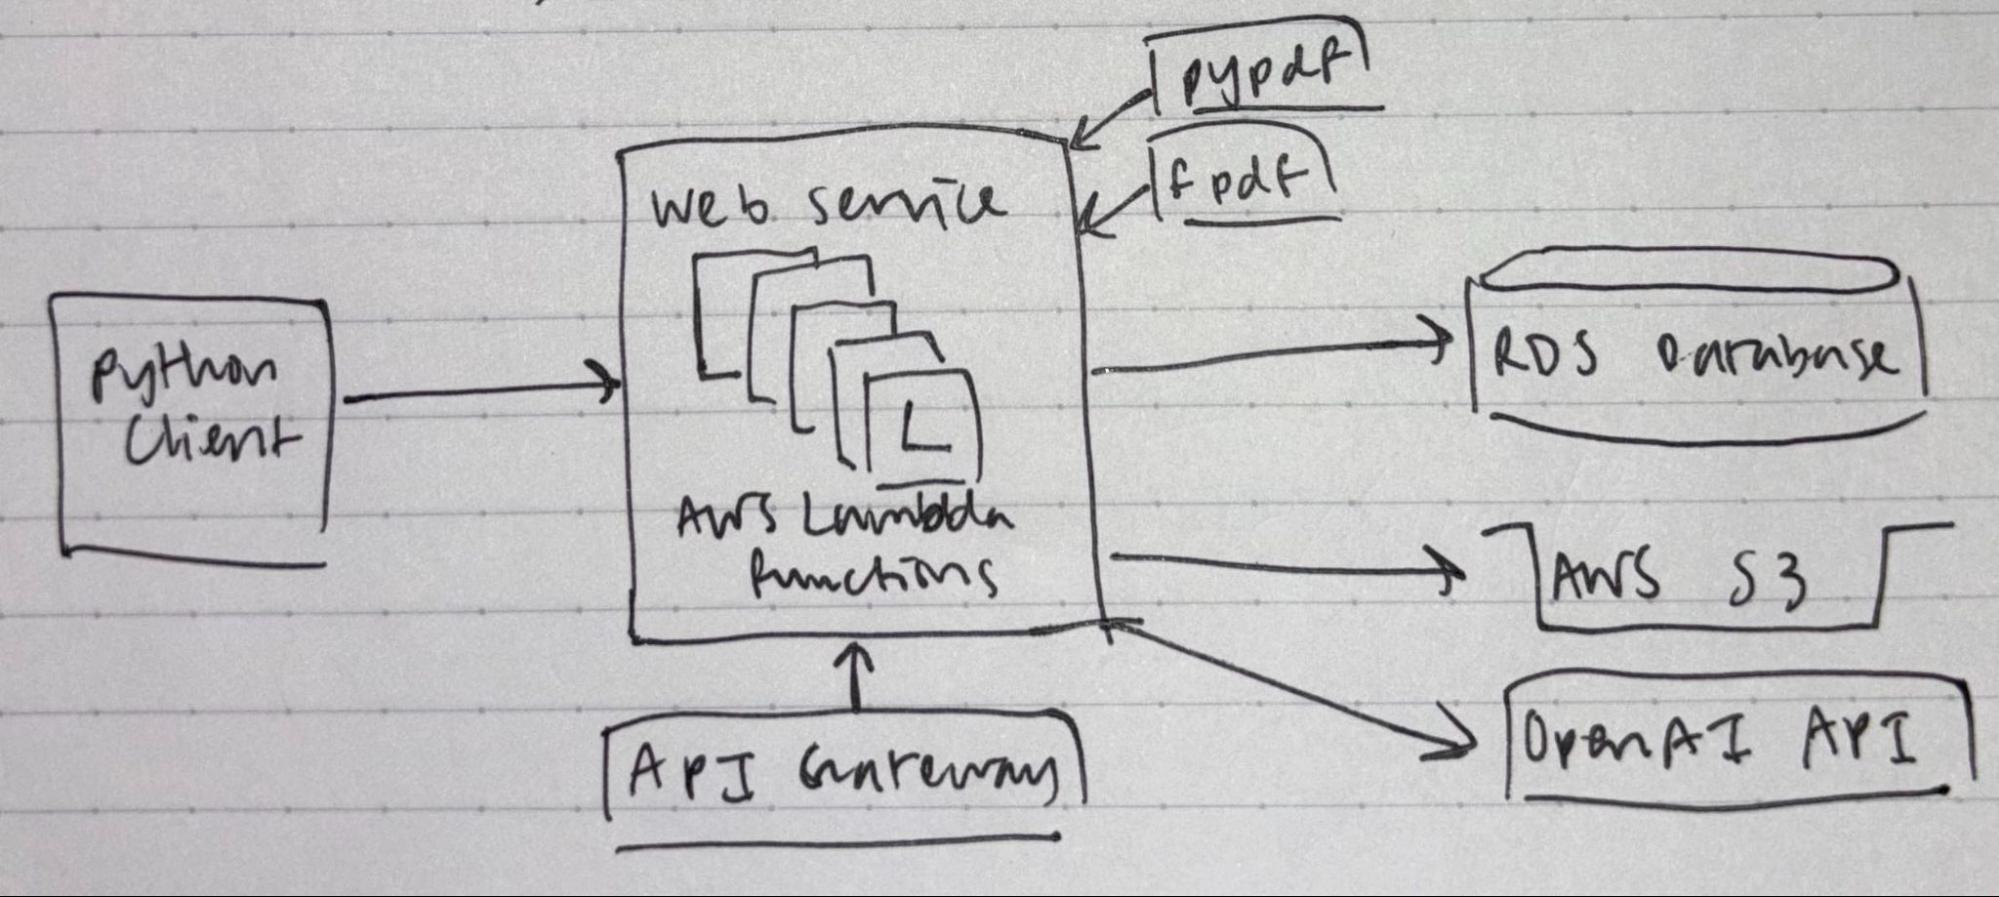 pypdf
fpdf
Web Service
Python
Client
L
AWS Lambda
Functions
RDS Database
AWS S3
OpenAI API
API Gateway